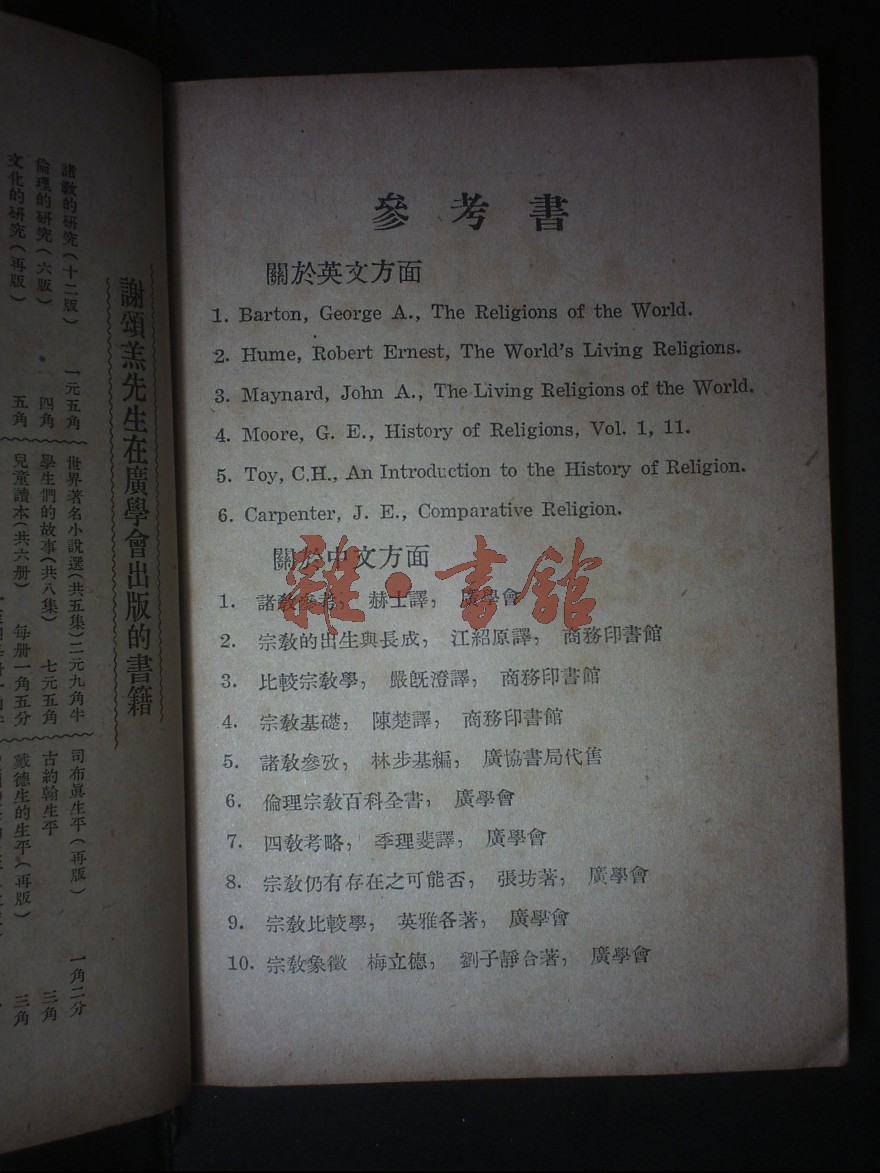 參考書
關於英文方面
1. Barton, George A., The Religions of the World.
2. Hume, Robert Ernest, The World's Living Religions.
3. Maynard, John A., The Living Religions of the World.
4. Moore, G. E., History of Religions, Vol. 1, 11.
5. Toy, C.H., An Introduction to the History of Religion.
6. Carpenter, J. E., Comparative Religion.
關於中文方面
1. 諸教參考, 赫士譯, 廣學會
2. 宗教的出生與長成, 江紹原譯, 商務印書館
3. 比較宗教學, 嚴旣澄譯, 商務印書館
4. 宗教基礎, 陳楚譯, 商務印書館
5. 諸教參攷, 林步基編, 廣協書局代售
6. 倫理宗教百科全書, 廣學會
7. 四教考略, 季理斐譯, 廣學會
8. 宗教仍有存在之可能否, 張坊著, 廣學會
9. 宗教比較學, 英雅各著, 廣學會
10. 宗教象徵 梅立德, 劉子靜合著, 廣學會
雜·書館
謝頌羔先生在廣學會出版的書籍
諸教的研究(十二版) 一元五角
倫理的研究(六版) 四角
文化的研究(再版) 五角
世界著名小說選(共五集)二元九角半
學生們的故事(共八集) 七元五角
兒童讀本(共六册) 每册一角五分
司布眞生平(再版) 一角二分
古約翰生平 三角
戴德生的生平(再版) 三角